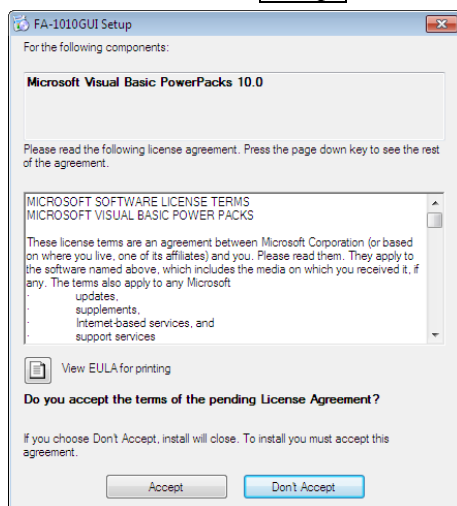 FA-1010GUI Setup
For the following components:
Microsoft Visual Basic PowerPacks 10.0
Please read the following license agreement. Press the page down key to see the rest
of the agreement.
MICROSOFT SOFTWARE LICENSE TERMS
MICROSOFT VISUAL BASIC POWER PACKS
These license terms are an agreement between Microsoft Corporation (or based
on where you live, one of its affiliates) and you. Please read them. They apply to
the software named above, which includes the media on which you received it, if
any. The terms also apply to any Microsoft
· updates,
· supplements,
· Internet-based services, and
· support services
View EULA for printing
Do you accept the terms of the pending License Agreement?
If you choose Don't Accept, install will close. To install you must accept this
agreement.
Accept
Don't Accept